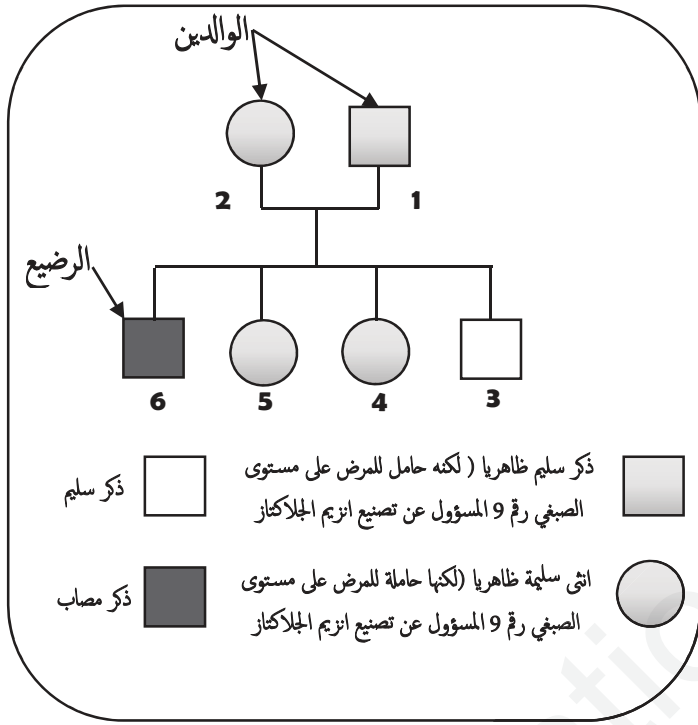 الوالدين
2 1
الرضيع
6 5 4 3
ذكر سليم ظاهريا ( لكنه حامل للمرض على مستوى
الصبغي رقم 9 المسؤول عن تصنيع انزيم الجلاكتاز
ذكر سليم
انثى سليمة ظاهريا (لكنها حاملة للمرض على مستوى
الصبغي رقم 9 المسؤول عن تصنيع انزيم الجلاكتاز
ذكر مصاب